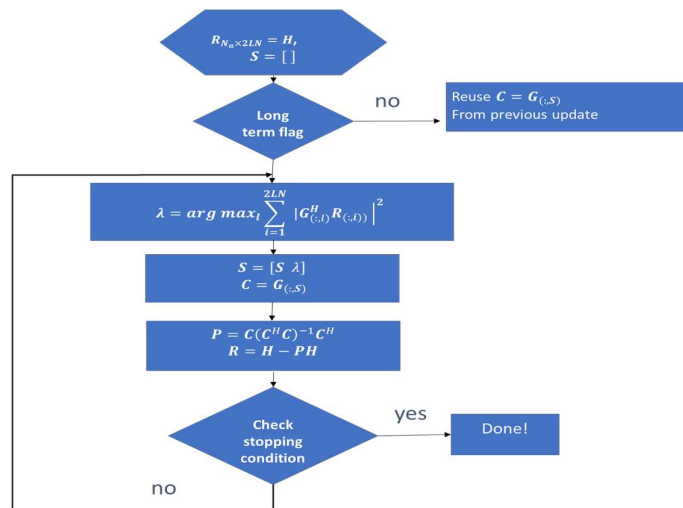 R_{N_a×2LN} = H,
S = [ ]
Long
term flag
no
Reuse C = G_{(:,S)}
From previous update
λ = arg max_l ∑_{i=1}^{2LN} |G^H_{(:,l)} R_{(:,i))}|^2
S = [S λ]
C = G_{(:,S)}
P = C(C^H C)^{-1} C^H
R = H − PH
Check
stopping
condition
yes
Done!
no